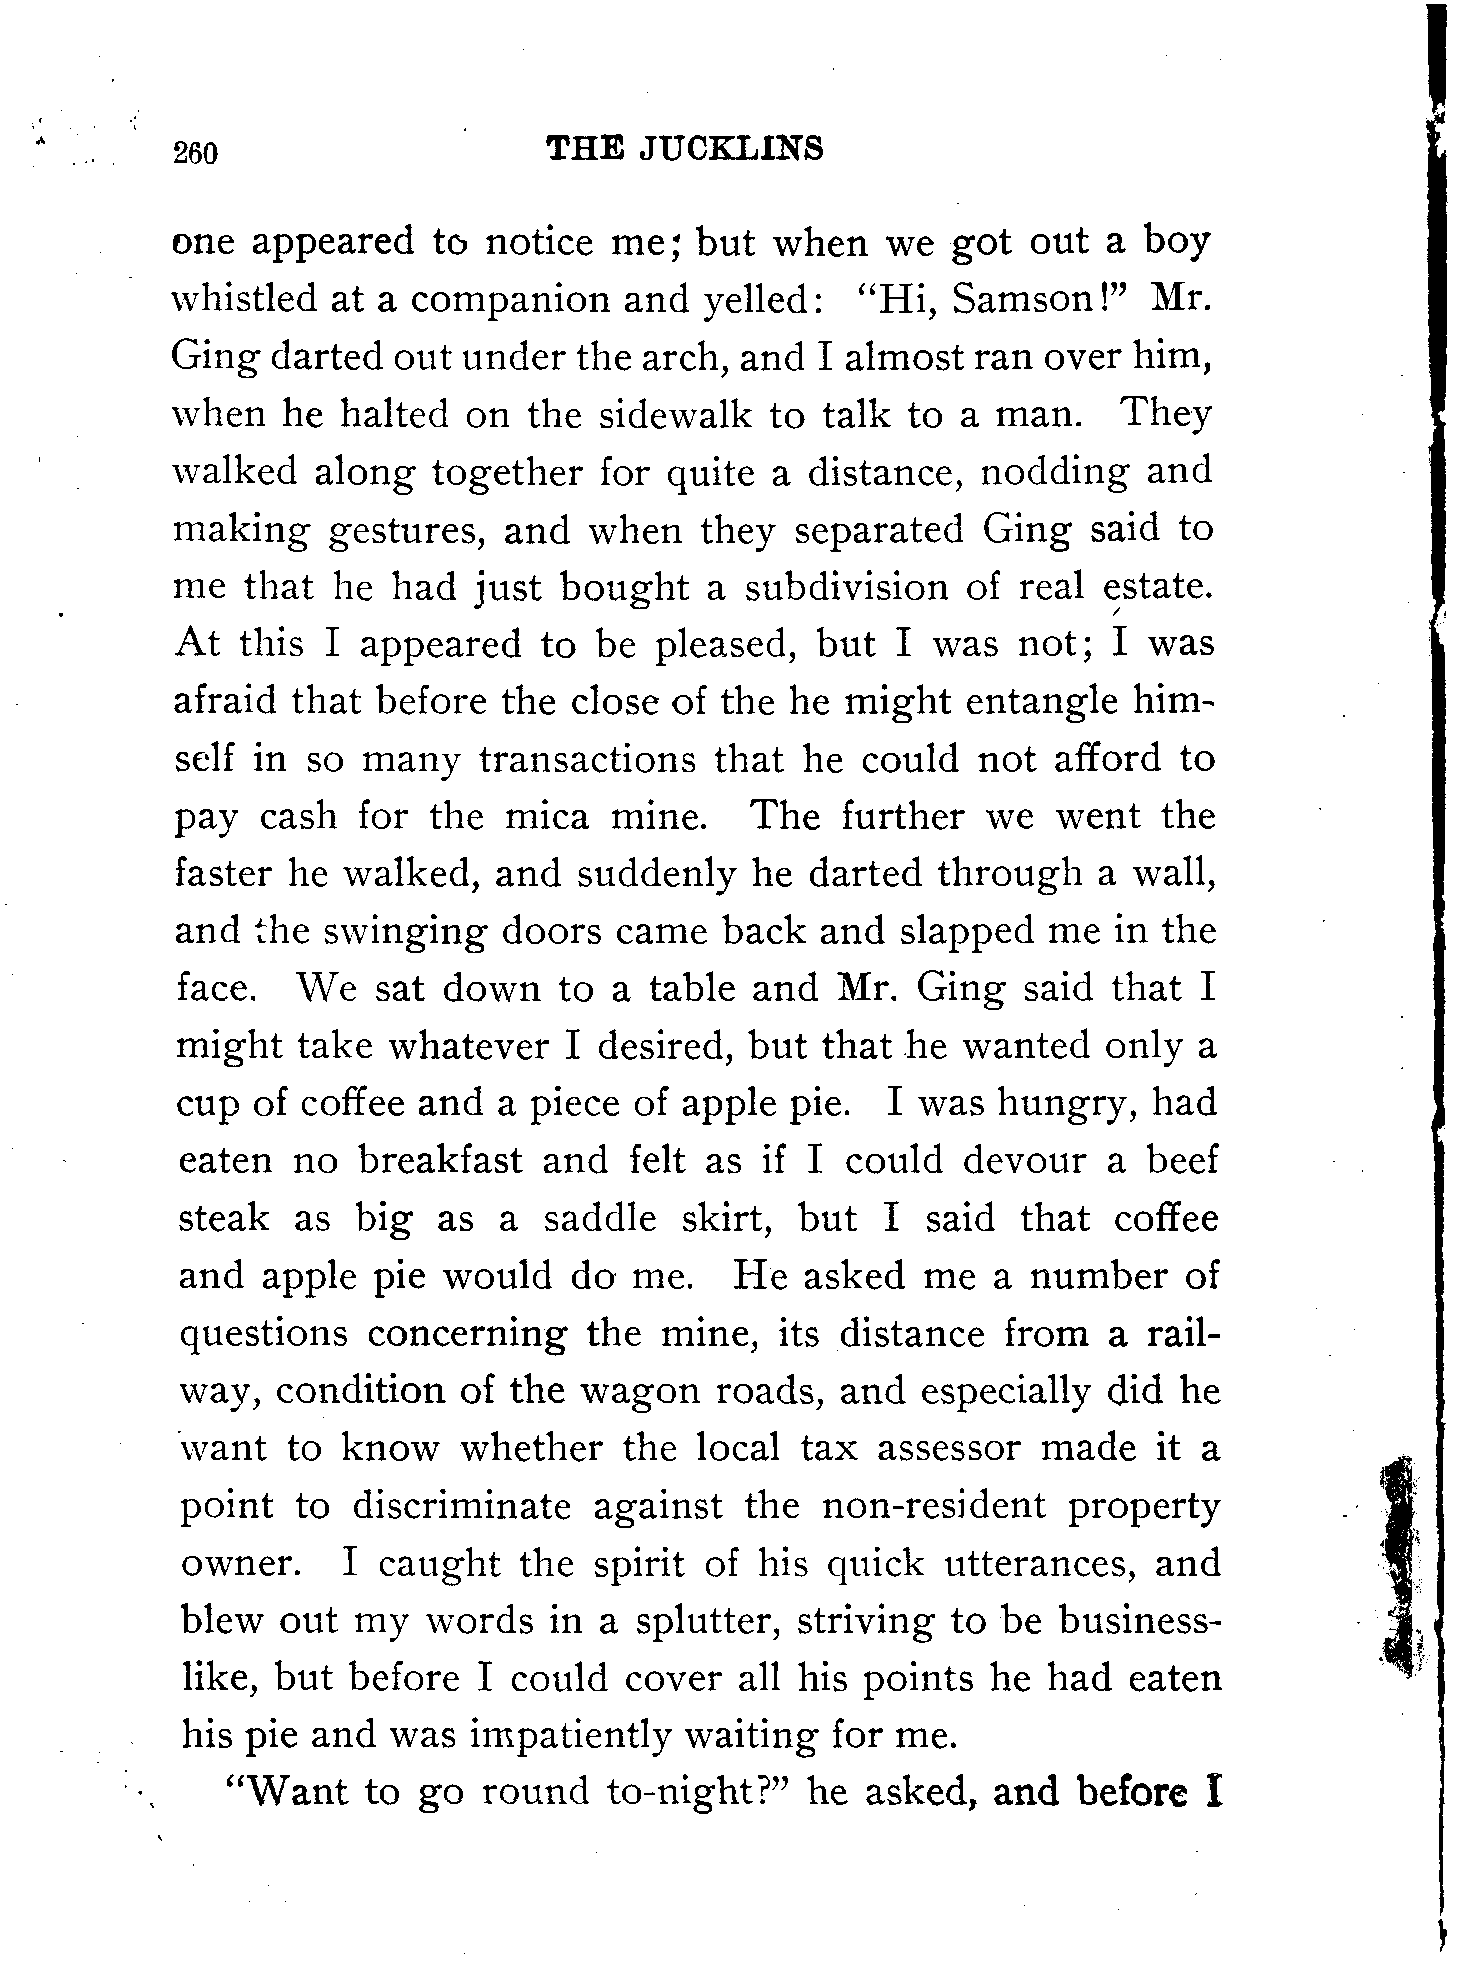 260 THE JUCKLINS
one appeared to notice me; but when we got out a boy
whistled at a companion and yelled: “Hi, Samson!” Mr.
Ging darted out under the arch, and I almost ran over him,
when he halted on the sidewalk to talk to a man. They
walked along together for quite a distance, nodding and
making gestures, and when they separated Ging said to
me that he had just bought a subdivision of real estate.
At this I appeared to be pleased, but I was not; I was
afraid that before the close of the he might entangle him-
self in so many transactions that he could not afford to
pay cash for the mica mine. The further we went the
faster he walked, and suddenly he darted through a wall,
and the swinging doors came back and slapped me in the
face. We sat down to a table and Mr. Ging said that I
might take whatever I desired, but that he wanted only a
cup of coffee and a piece of apple pie. I was hungry, had
eaten no breakfast and felt as if I could devour a beef
steak as big as a saddle skirt, but I said that coffee
and apple pie would do me. He asked me a number of
questions concerning the mine, its distance from a rail-
way, condition of the wagon roads, and especially did he
want to know whether the local tax assessor made it a
point to discriminate against the non-resident property
owner. I caught the spirit of his quick utterances, and
blew out my words in a splutter, striving to be business-
like, but before I could cover all his points he had eaten
his pie and was impatiently waiting for me.
“Want to go round to-night?” he asked, and before I